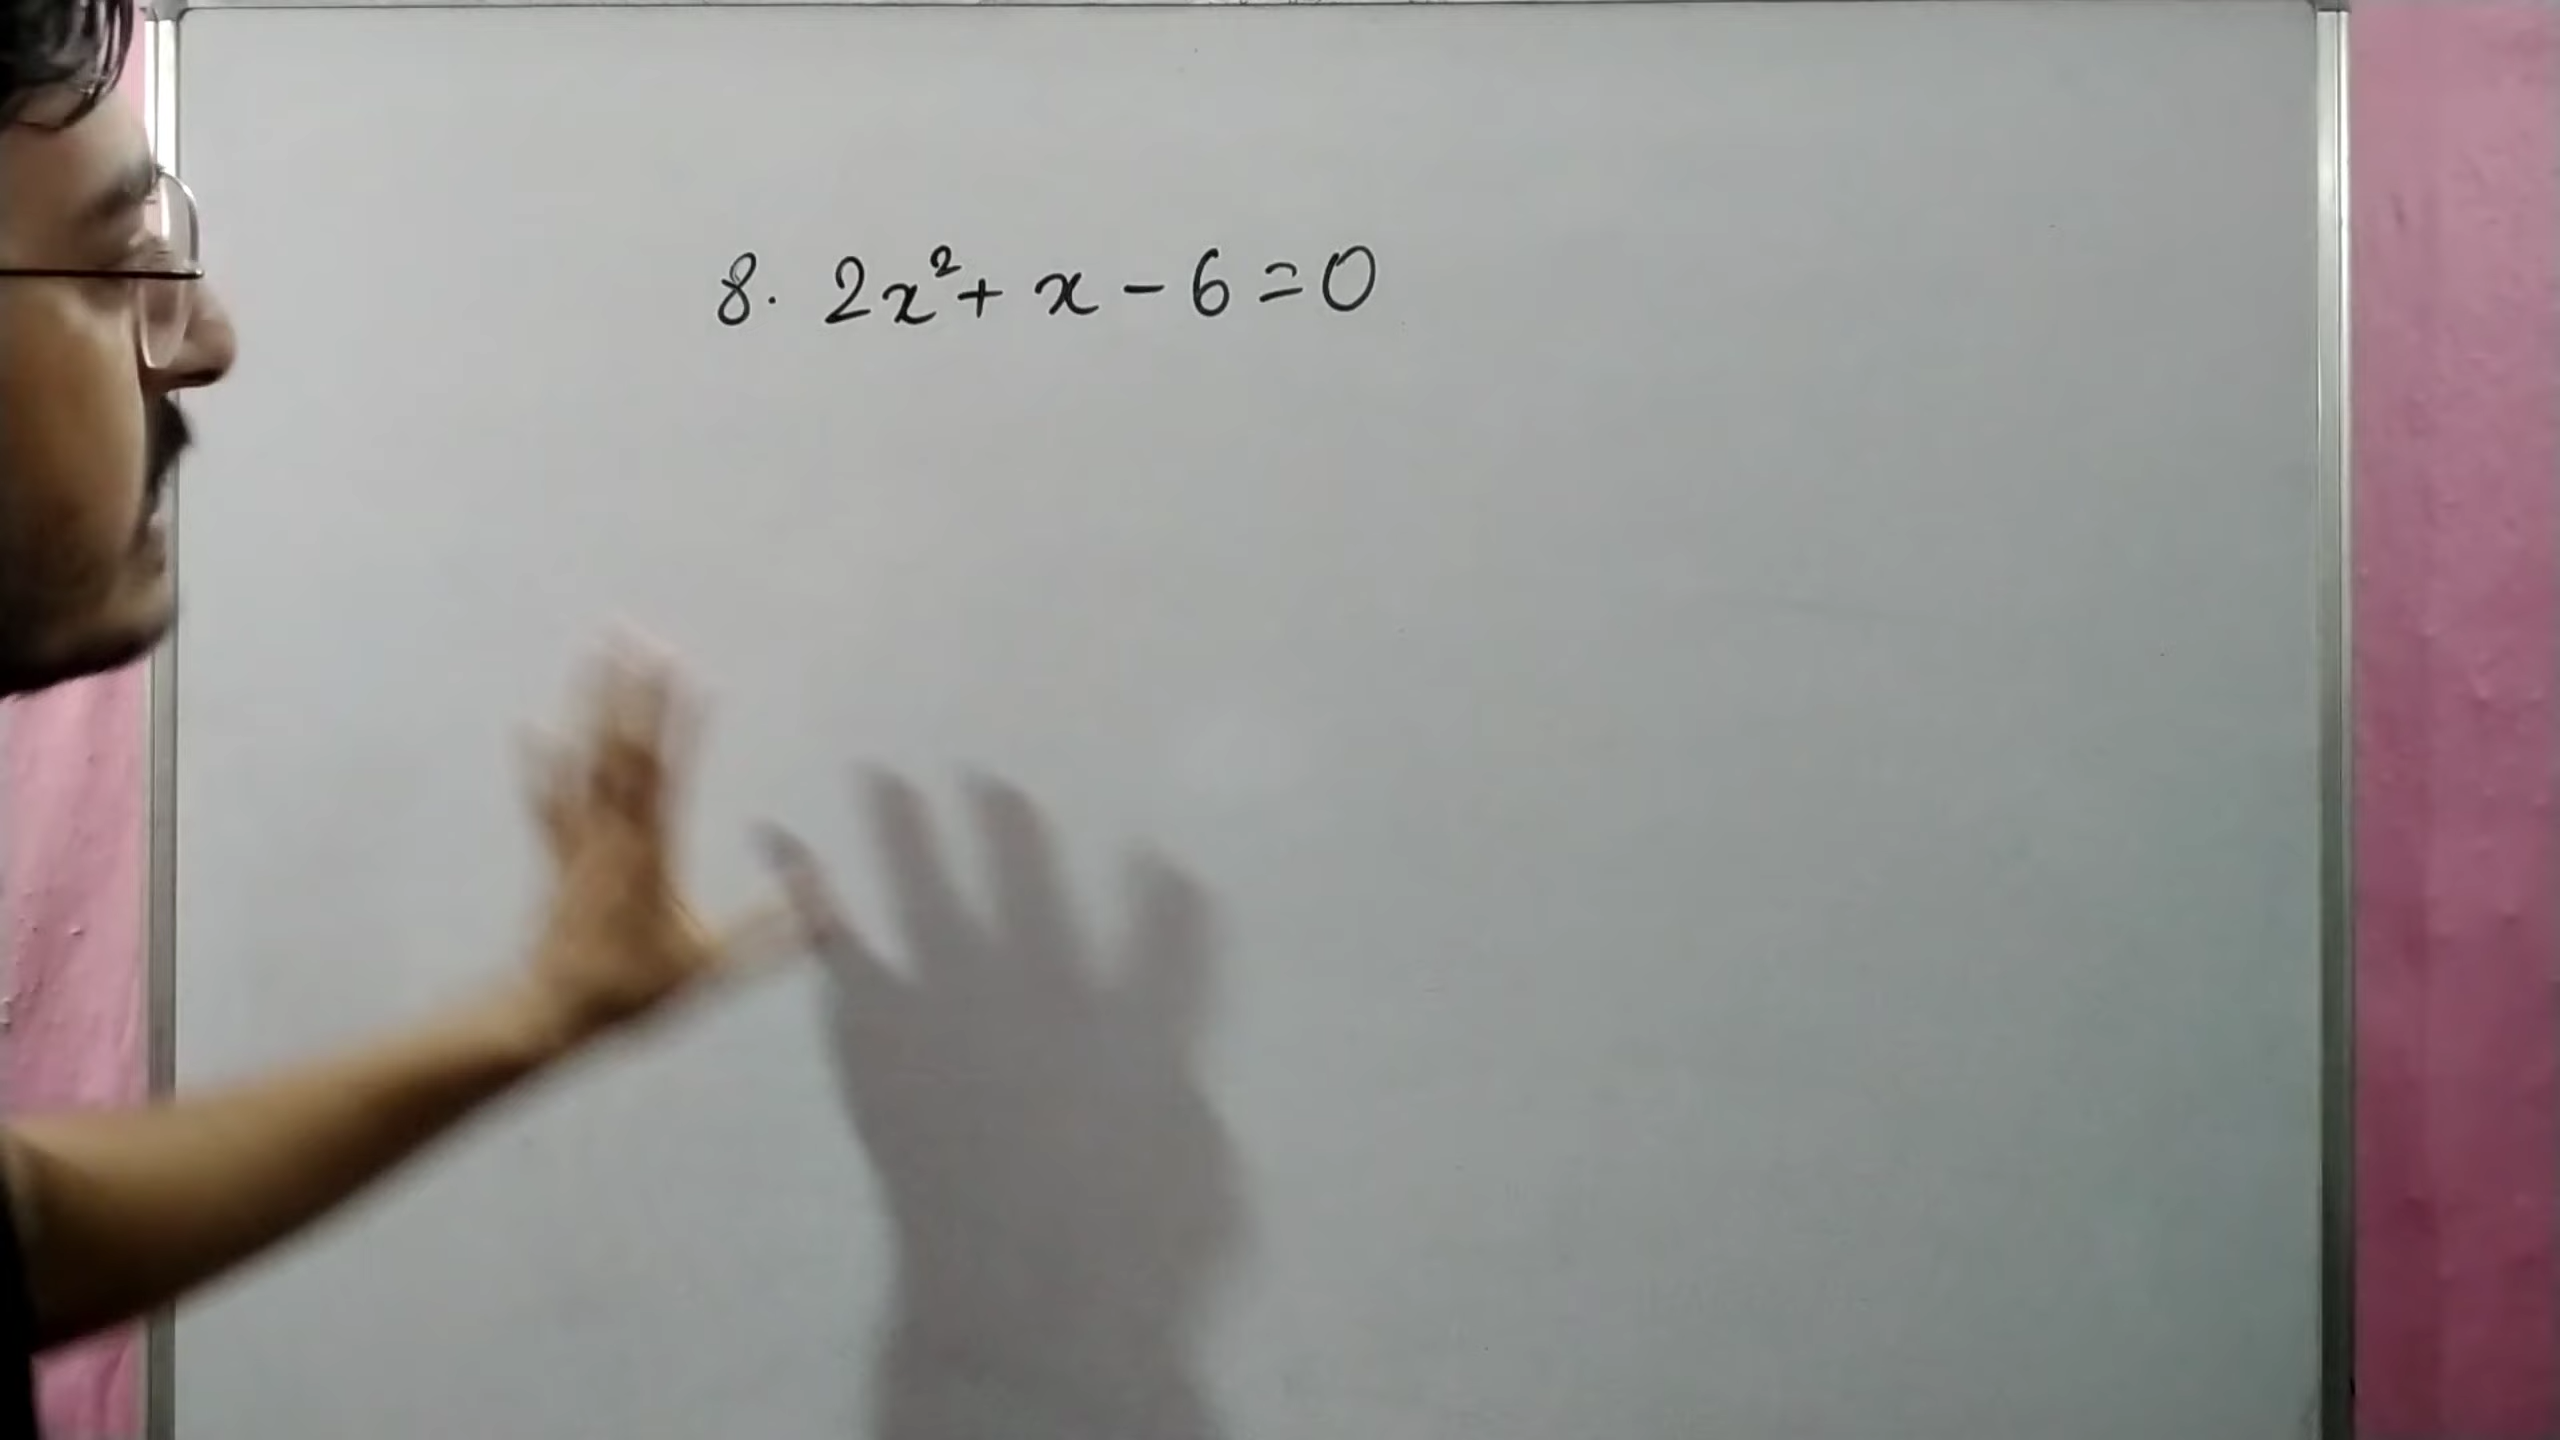 8. 2x² + x - 6 = 0